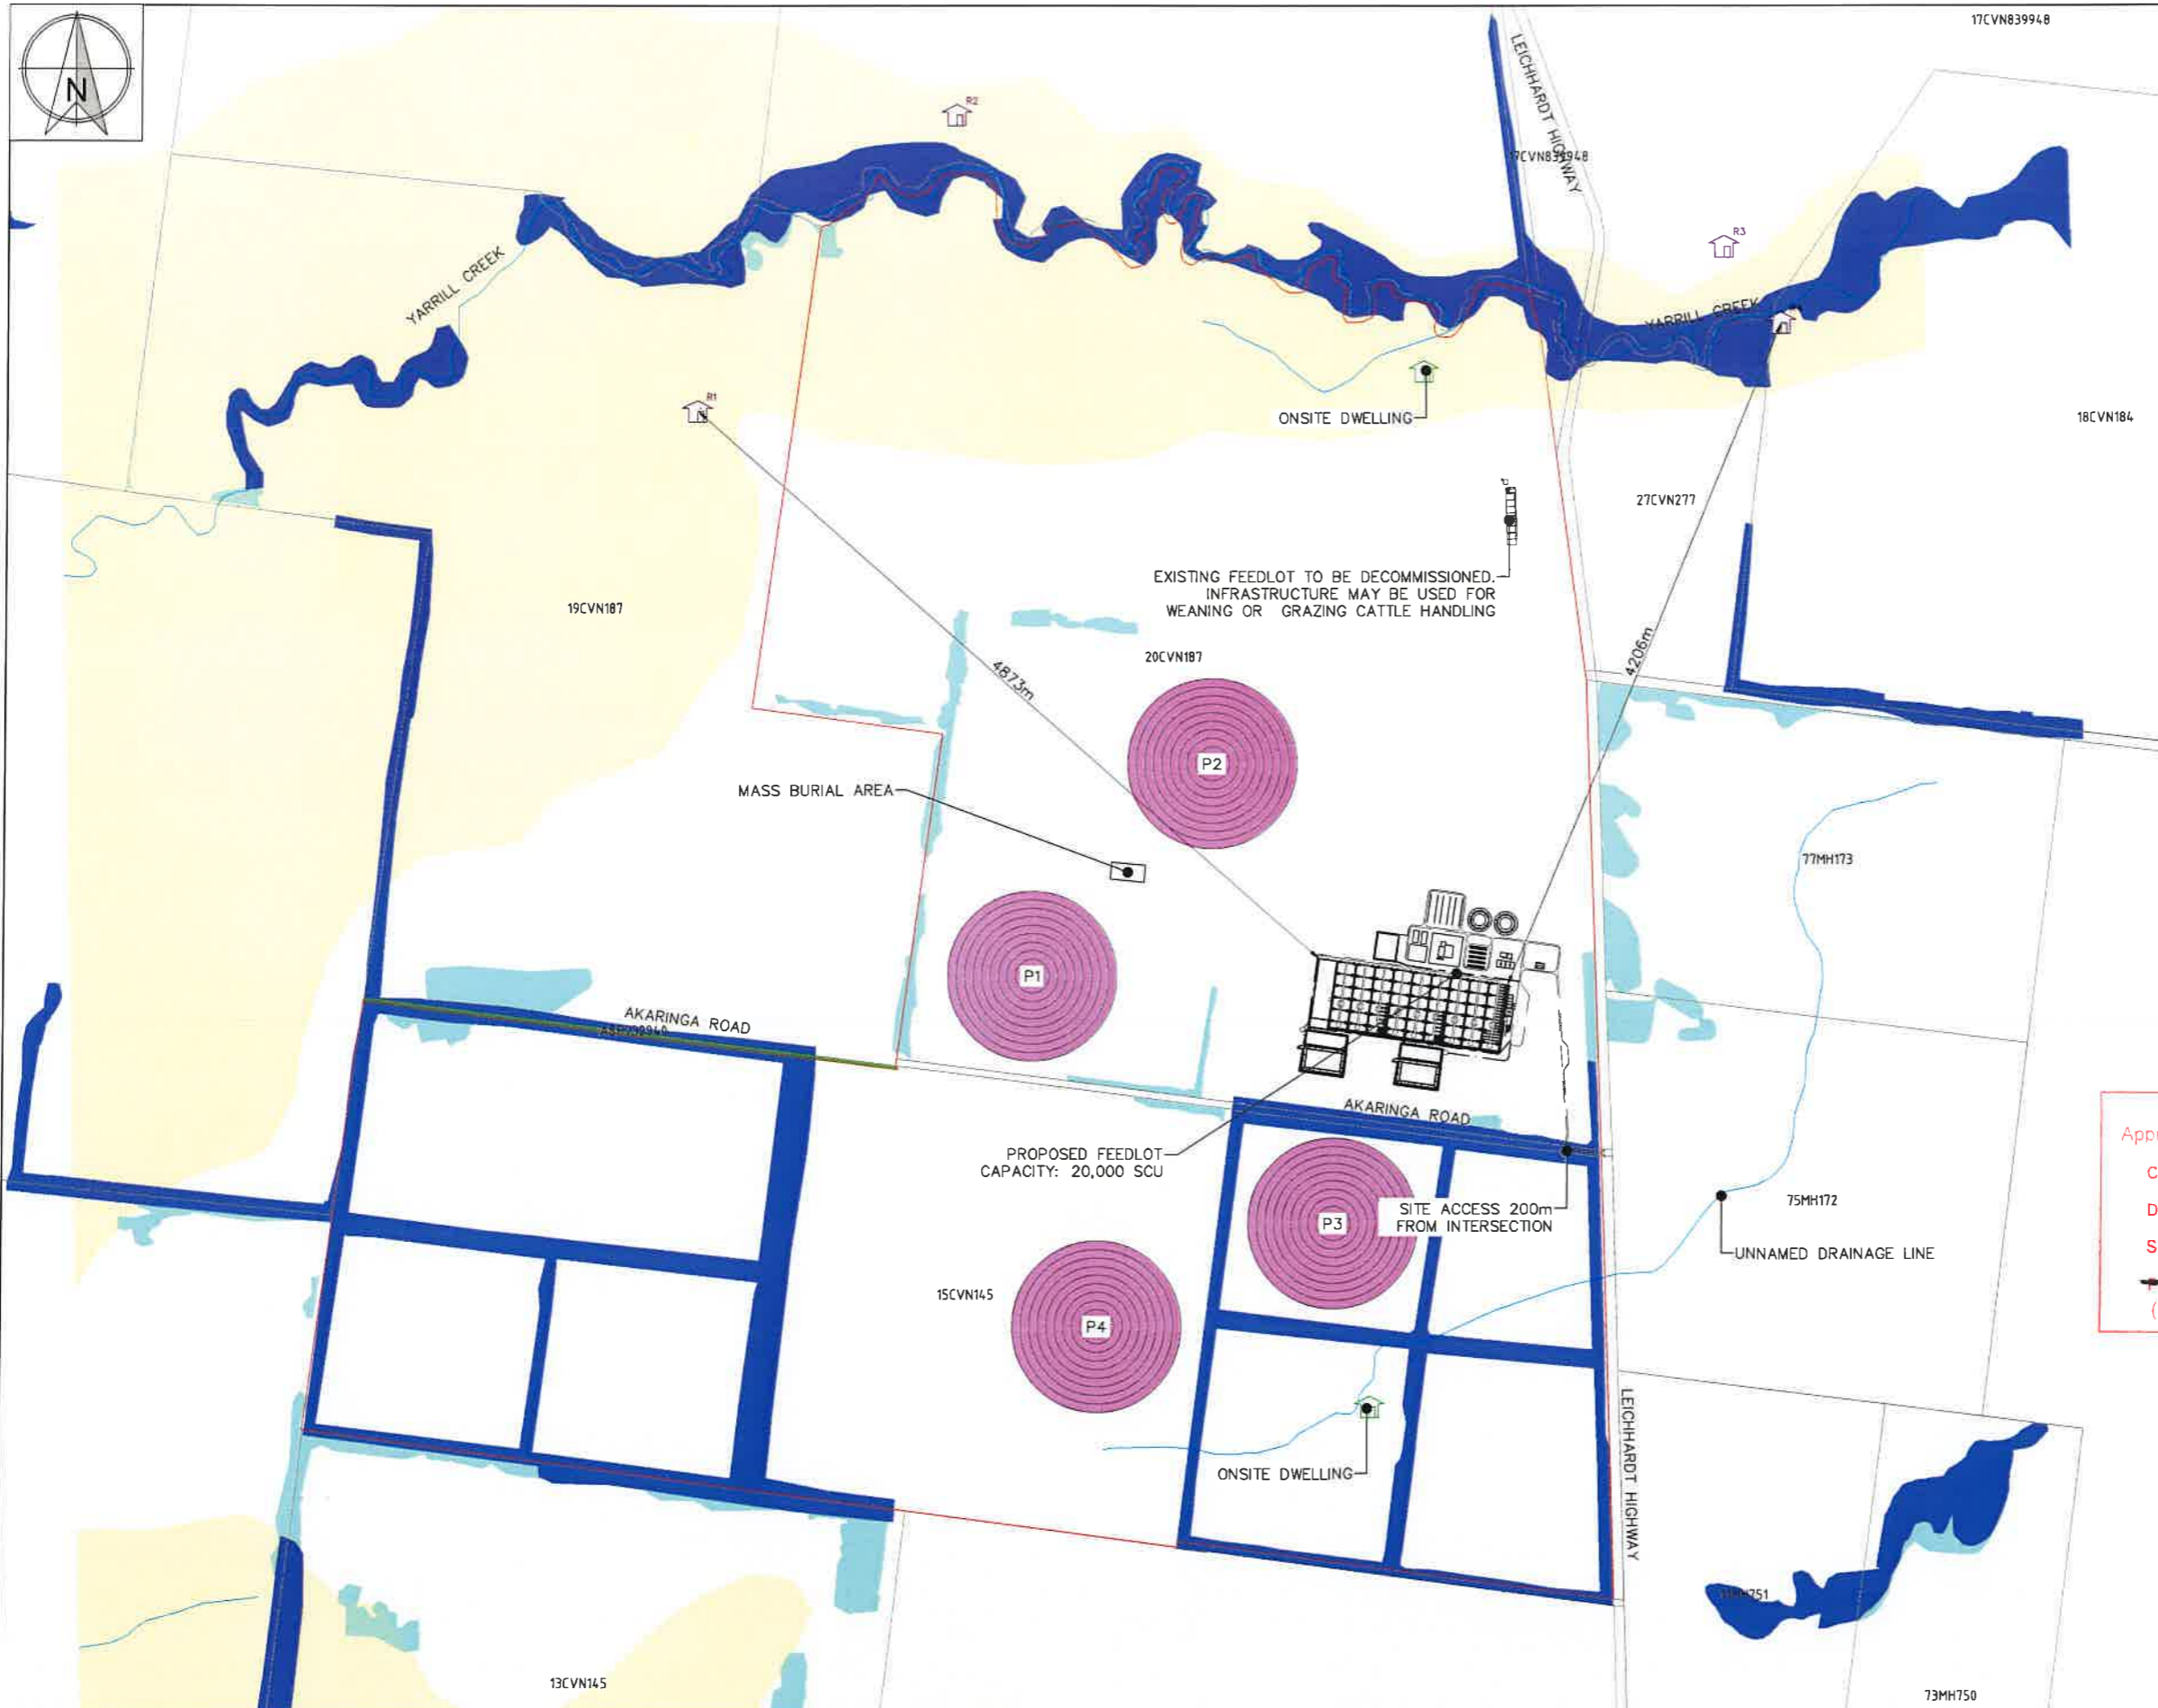 17CVN839948
N
LEICHHARDT HIGHWAY
R2
17CVN839948
R3
YARRILL CREEK
YARRILL CREEK
R1
ONSITE DWELLING
18CVN184
27CVN277
EXISTING FEEDLOT TO BE DECOMMISSIONED.
INFRASTRUCTURE MAY BE USED FOR
WEANING OR GRAZING CATTLE HANDLING
19CVN187
4206m
20CVN187
4873m
P2
MASS BURIAL AREA
77MH173
P1
AKARINGA ROAD
AKARINGA ROAD
PROPOSED FEEDLOT
CAPACITY: 20,000 SCU
P3
SITE ACCESS 200m
FROM INTERSECTION
75MH172
UNNAMED DRAINAGE LINE
15CVN145
P4
ONSITE DWELLING
LEICHHARDT HIGHWAY
13CVN145
73MH750